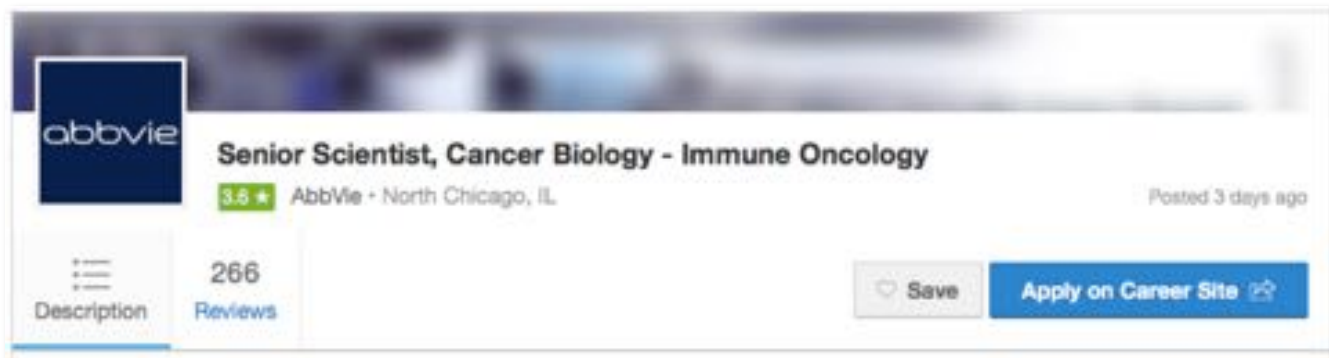 abbvie
Senior Scientist, Cancer Biology - Immune Oncology
3.6 ★ AbbVie • North Chicago, IL
Posted 3 days ago
Description
266
Reviews
Save
Apply on Career Site